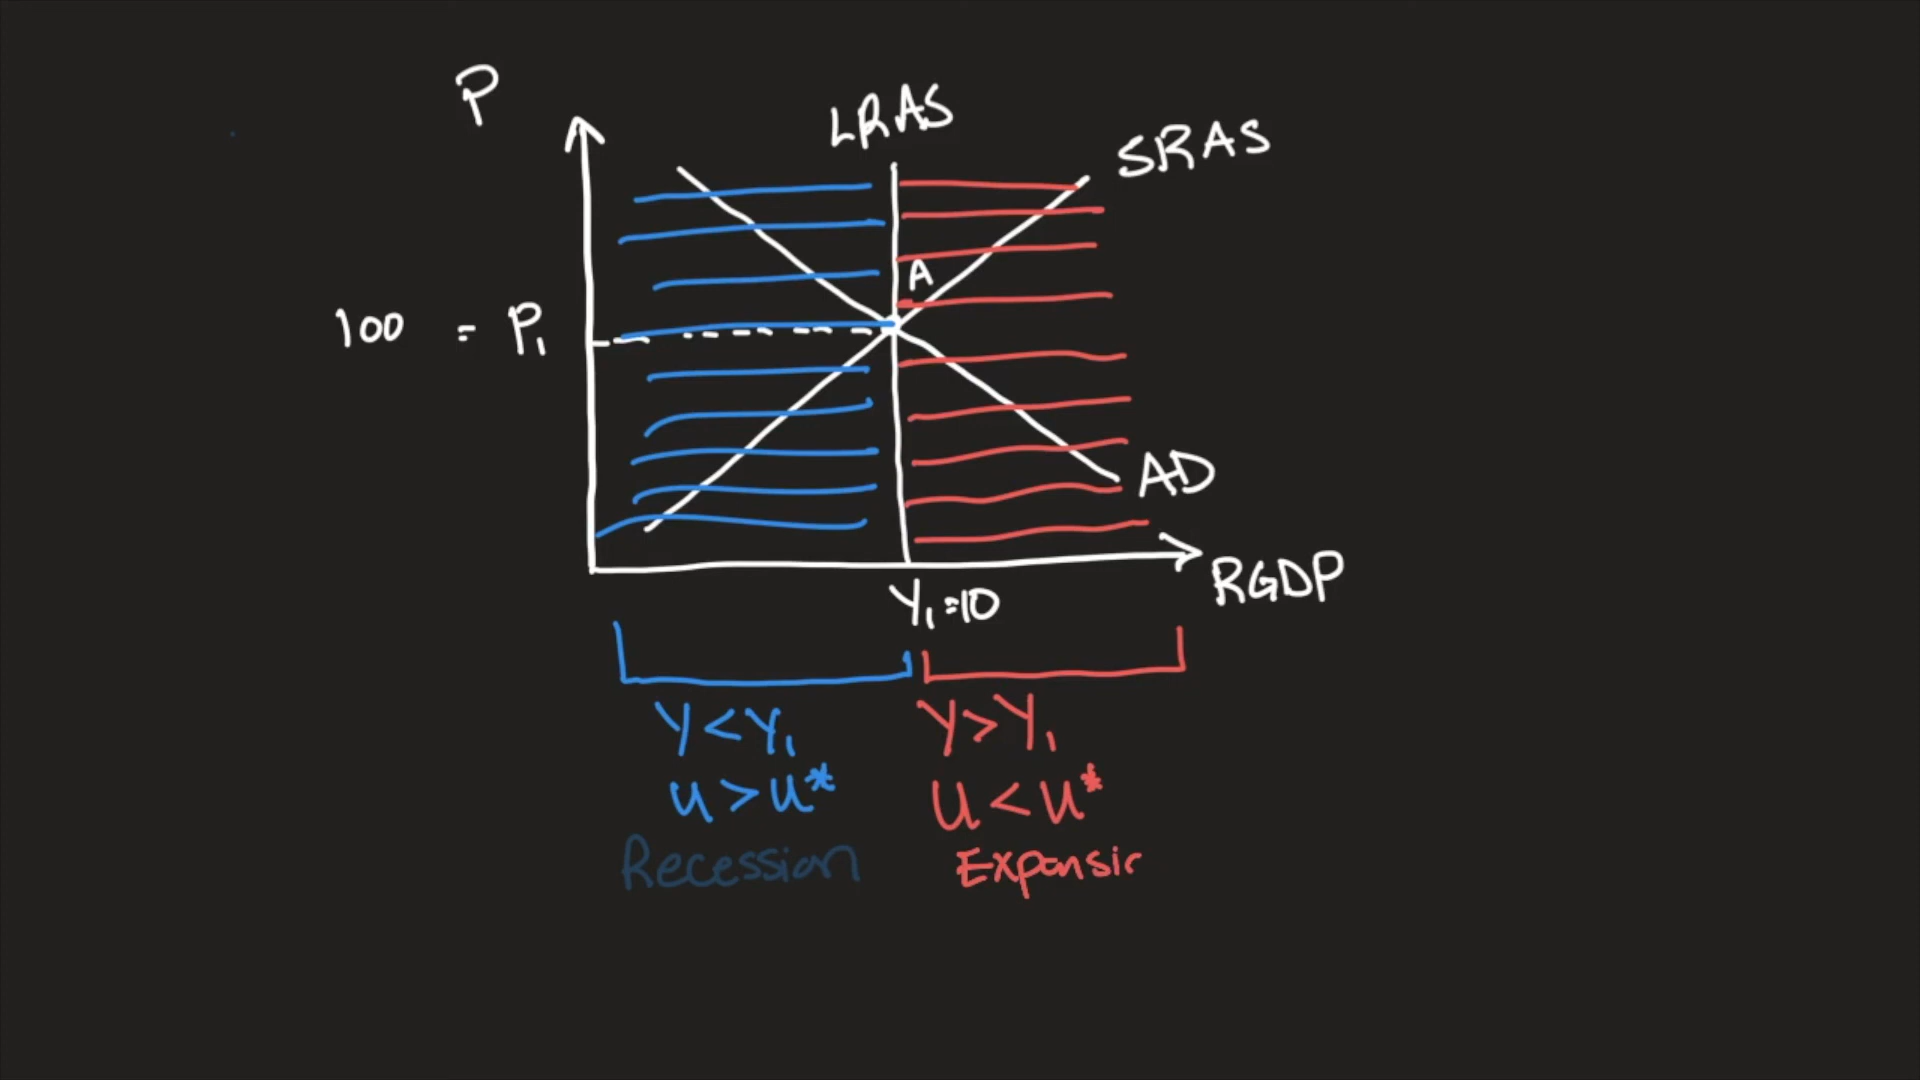 P
LRAS
SRAS
A
100 = P₁
AD
RGDP
Y₁=10
Y<Y₁
Y>Y₁
u>u*
u<u*
Recession
Expansic